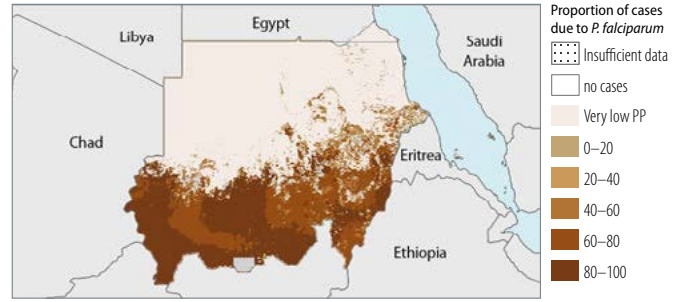 Libya
Egypt
Saudi
Arabia
Chad
Eritrea
Ethiopia
Proportion of cases
due to P. falciparum
Insufficient data
no cases
Very low PP
0–20
20–40
40–60
60–80
80–100